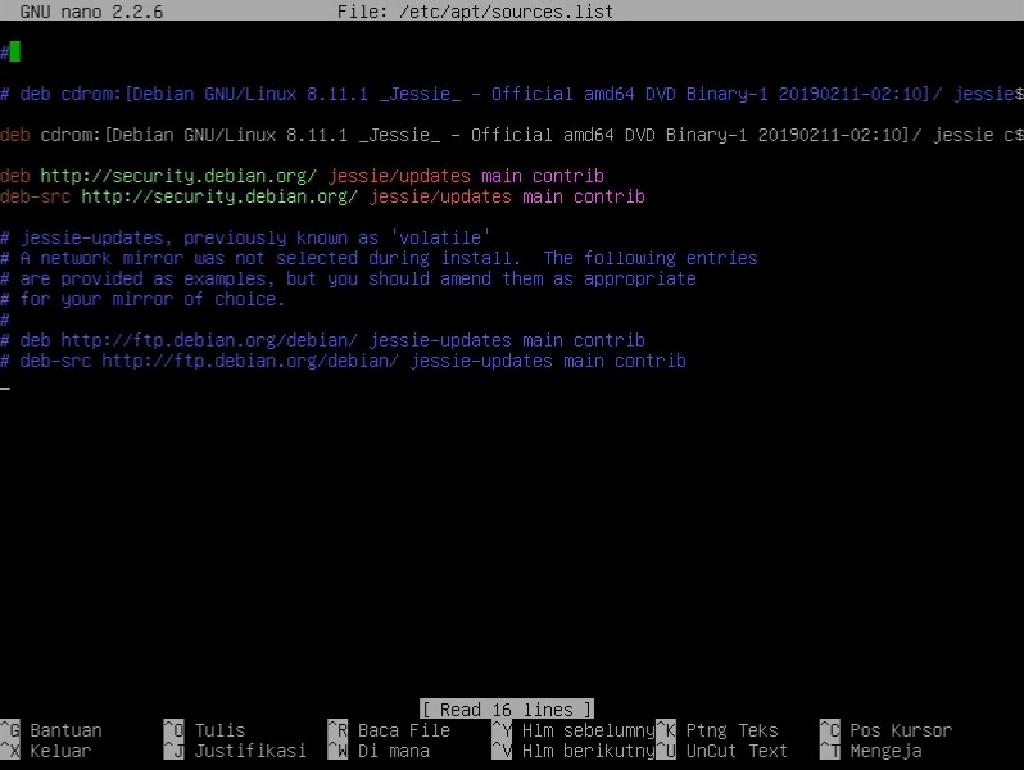 GNU nano 2.2.6 File: /etc/apt/sources.list
#
# deb cdrom:[Debian GNU/Linux 8.11.1 _Jessie_ - Official amd64 DVD Binary-1 20190211-02:10]/ jessie$
deb cdrom:[Debian GNU/Linux 8.11.1 _Jessie_ - Official amd64 DVD Binary-1 20190211-02:10]/ jessie c$
deb http://security.debian.org/ jessie/updates main contrib
deb-src http://security.debian.org/ jessie/updates main contrib
# jessie-updates, previously known as 'volatile'
# A network mirror was not selected during install.  The following entries
# are provided as examples, but you should amend them as appropriate
# for your mirror of choice.
#
# deb http://ftp.debian.org/debian/ jessie-updates main contrib
# deb-src http://ftp.debian.org/debian/ jessie-updates main contrib
[ Read 16 lines ]
^G Bantuan ^O Tulis ^R Baca File ^Y Hlm sebelumny ^K Ptng Teks ^C Pos Kursor
^X Keluar ^J Justifikasi ^W Di mana ^V Hlm berikutny ^U UnCut Text ^T Mengeja